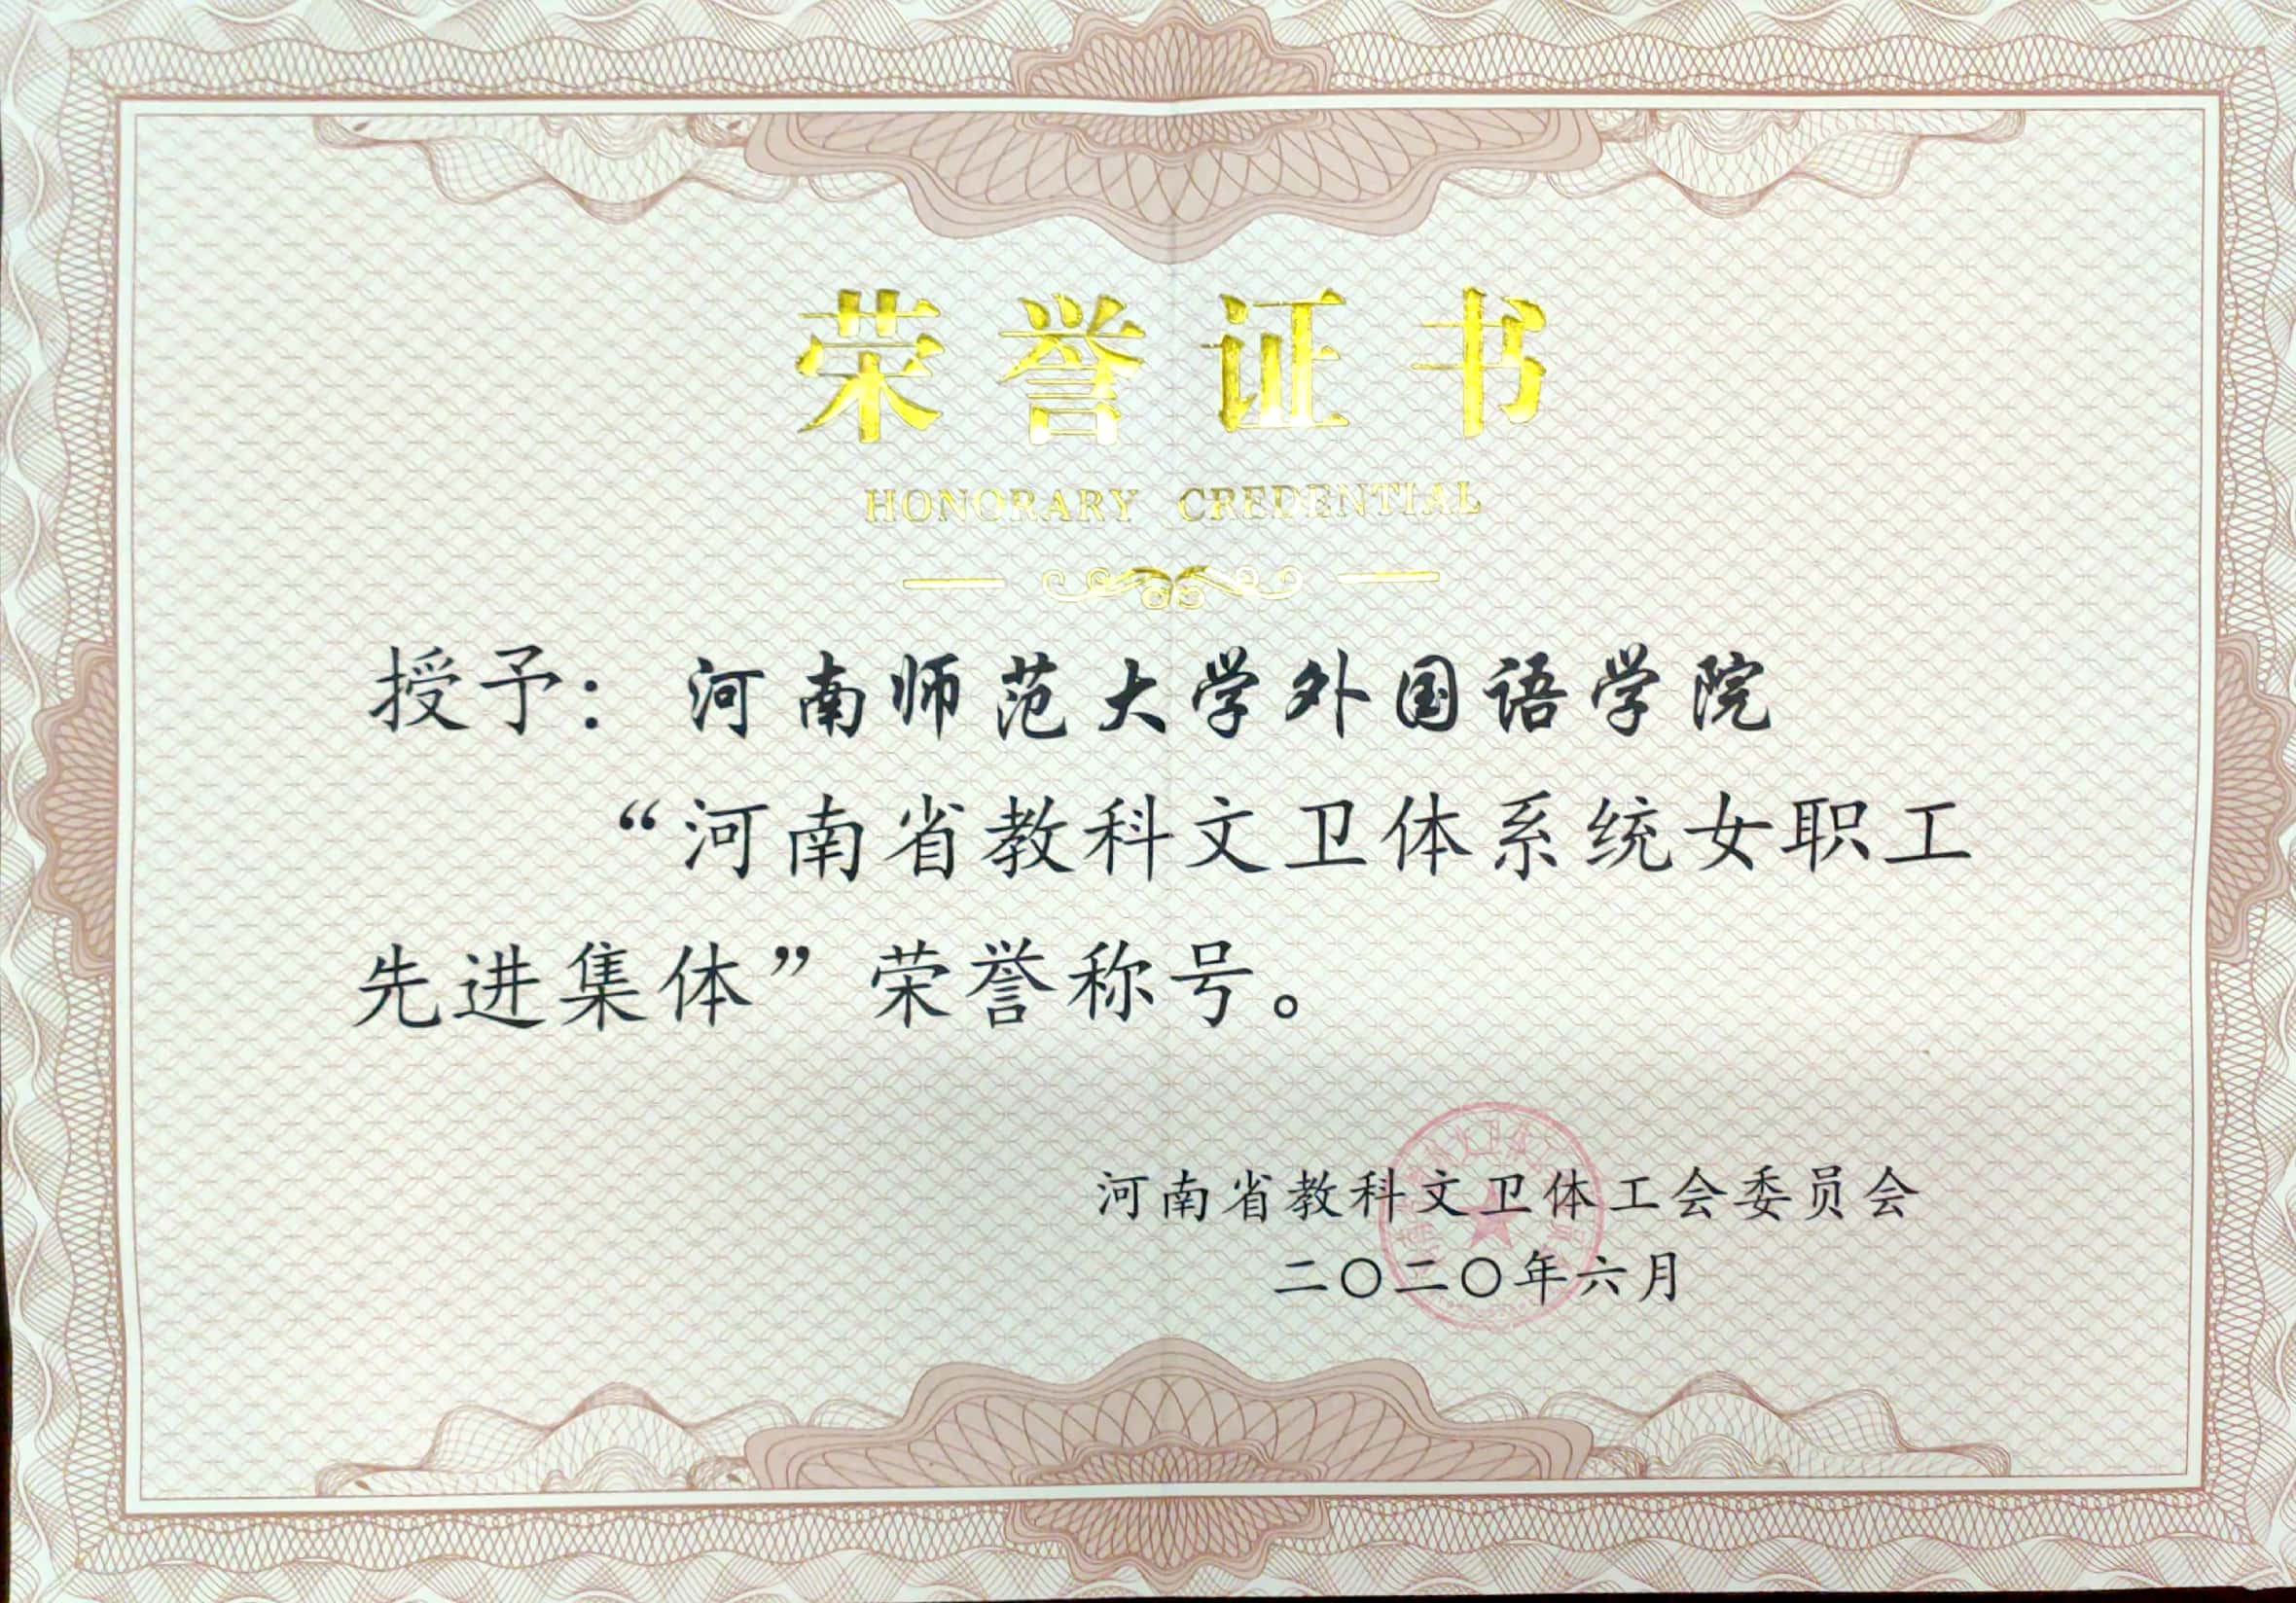 荣誉证书
HONORARY CREDENTIAL
授予：河南师范大学外国语学院
“河南省教科文卫体系统女职工
先进集体”荣誉称号。
河南省教科文卫体工会委员会
二〇二〇年六月